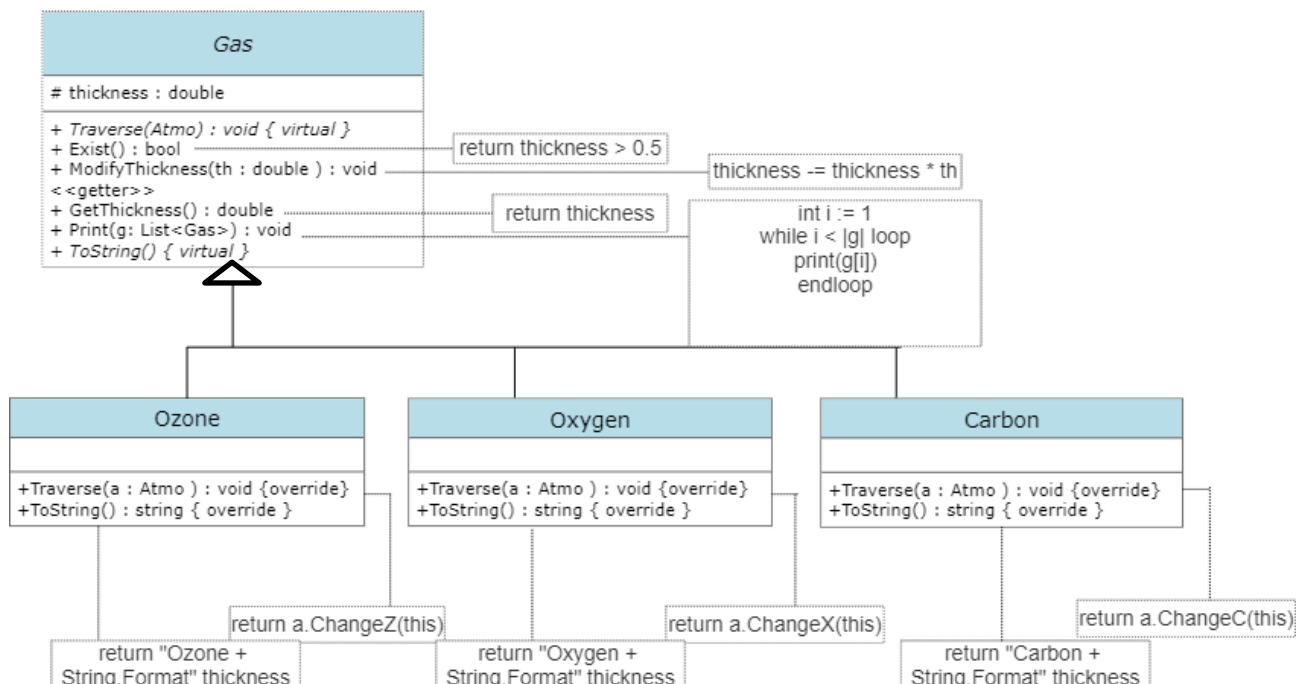 Gas
# thickness : double
+ Traverse(Atmo) : void { virtual }
+ Exist() : bool
+ ModifyThickness(th : double ) : void
<<getter>>
+ GetThickness() : double
+ Print(g: List<Gas>) : void
+ ToString() { virtual }
return thickness > 0.5
thickness -= thickness * th
return thickness
int i := 1
while i < |g| loop
print(g[i])
endloop
Ozone
+Traverse(a : Atmo ) : void {override}
+ToString() : string { override }
return a.ChangeZ(this)
return "Ozone +
String.Format" thickness
Oxygen
+Traverse(a : Atmo ) : void {override}
+ToString() : string { override }
return a.ChangeX(this)
return "Oxygen +
String.Format" thickness
Carbon
+Traverse(a : Atmo ) : void {override}
+ToString() : string { override }
return a.ChangeC(this)
return "Carbon +
String.Format" thickness